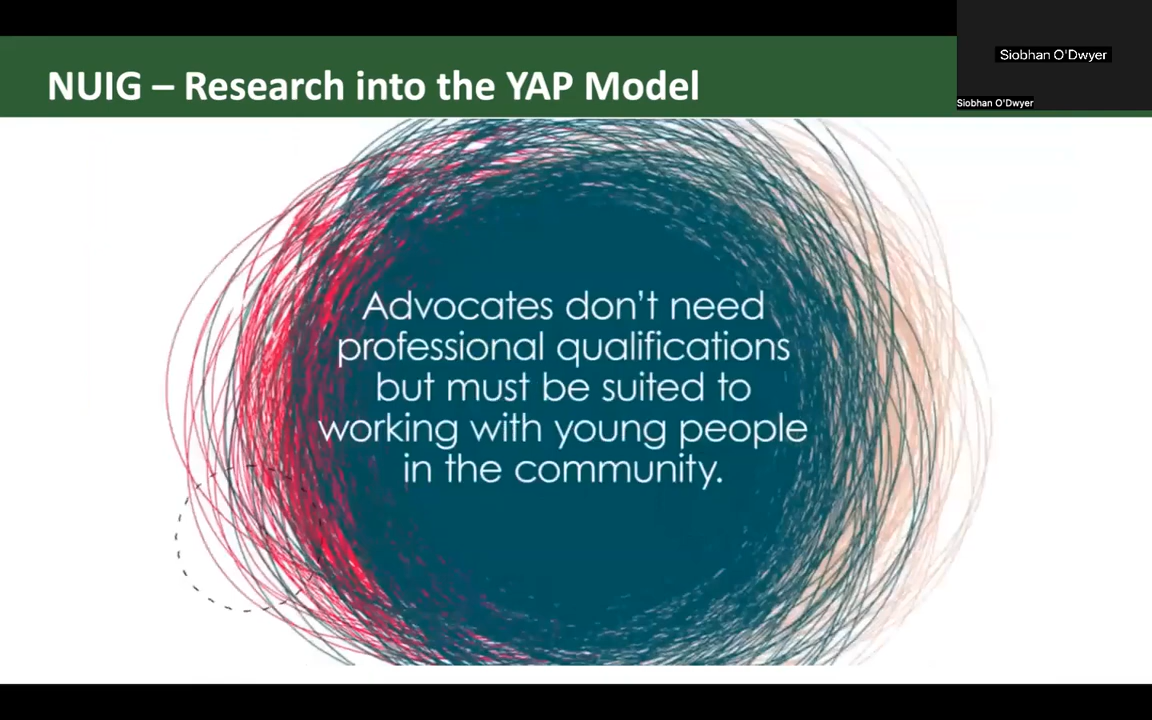 NUIG – Research into the YAP Model
Siobhan O'Dwyer
Siobhan O'Dwyer
Advocates don't need
professional qualifications
but must be suited to
working with young people
in the community.